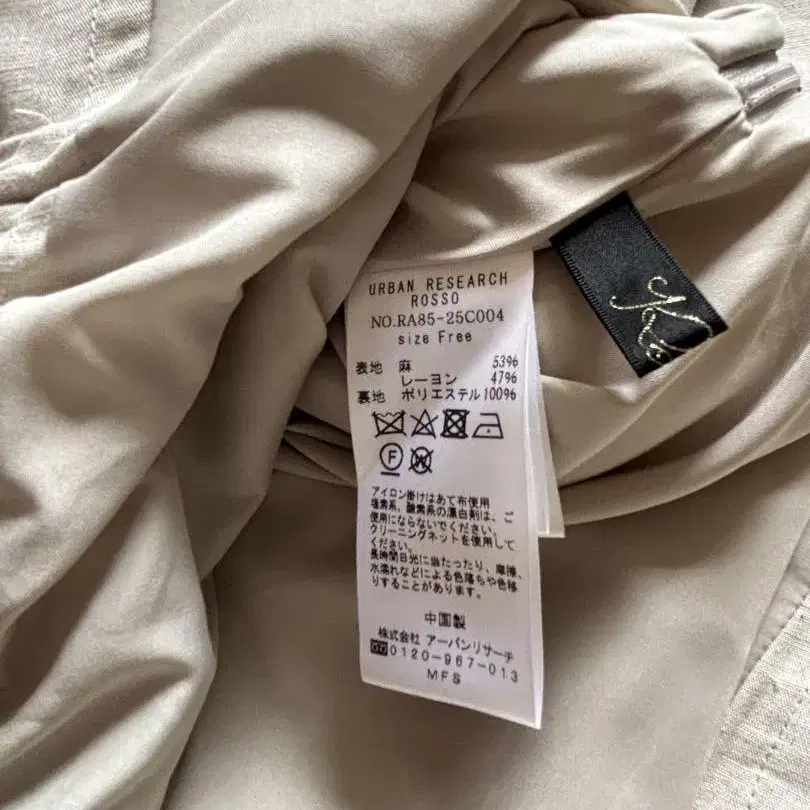 URBAN RESEARCH
ROSSO
NO.RA85-25C004
size Free
表地 麻 53%
レーヨン 47%
裏地 ポリエステル100%
F
W
アイロン掛けはあて布使用
塩素系、酸素系の漂白剤は、ご
使用にならないでください。
クリーニングネットを使用して
ください。
長時間日光に当たったり、摩擦、
水濡れなどによる色落ちや色移
りすることがあります。
中国製
株式会社 アーバンリサーチ
0120-967-013
MFS